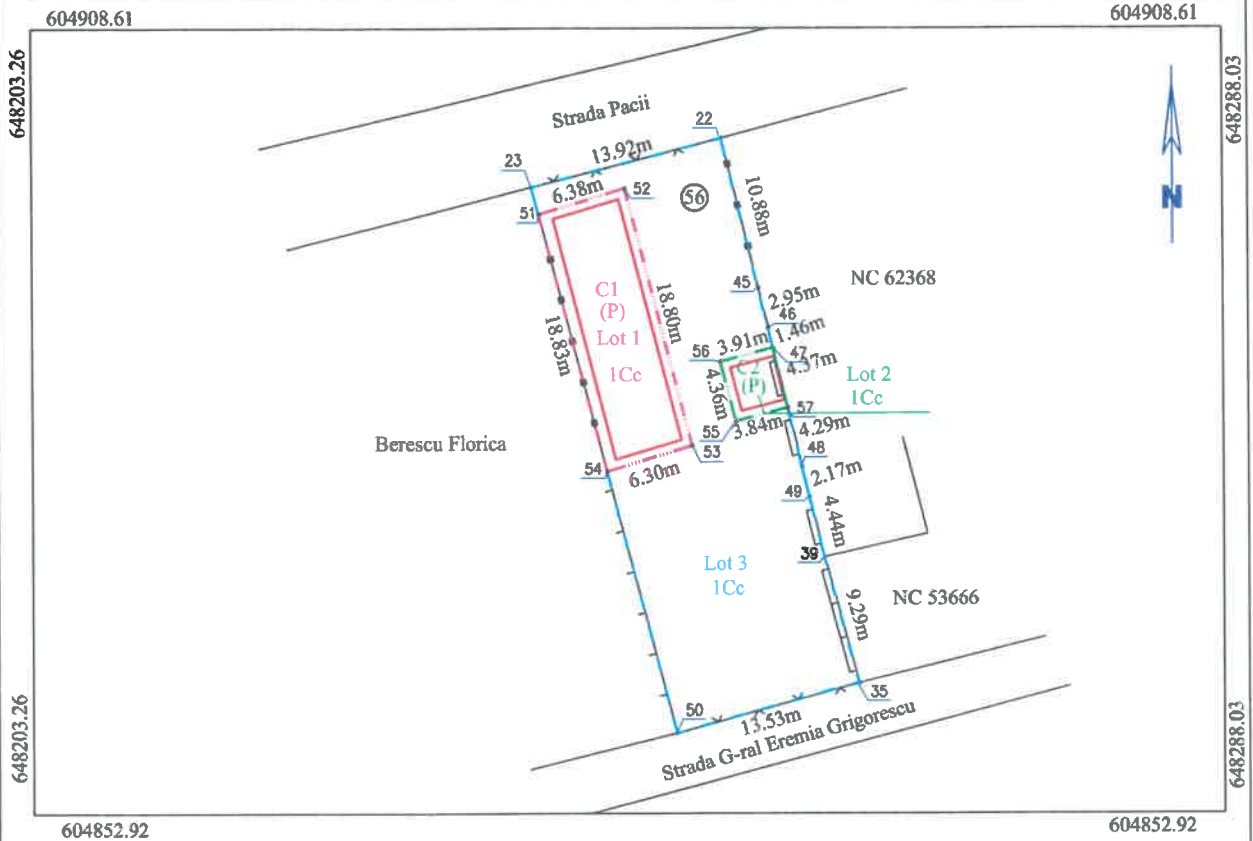 604908.61
604908.61
648203.26
648288.03
Strada Pacii
22
23
13.92m
6.38m
52
56
51
10.88m
N
C1
(P)
Lot 1
1Cc
18.80m
18.83m
45
2.95m
NC 62368
46
1.46m
3.91m
56
47
4.37m
C2
(P)
4.36m
Lot 2
1Cc
57
55
3.84m
4.29m
Berescu Florica
53
54
6.30m
48
2.17m
49
4.44m
39
Lot 3
1Cc
NC 53666
9.29m
35
50
13.53m
Strada G-ral Eremia Grigorescu
648203.26
648288.03
604852.92
604852.92